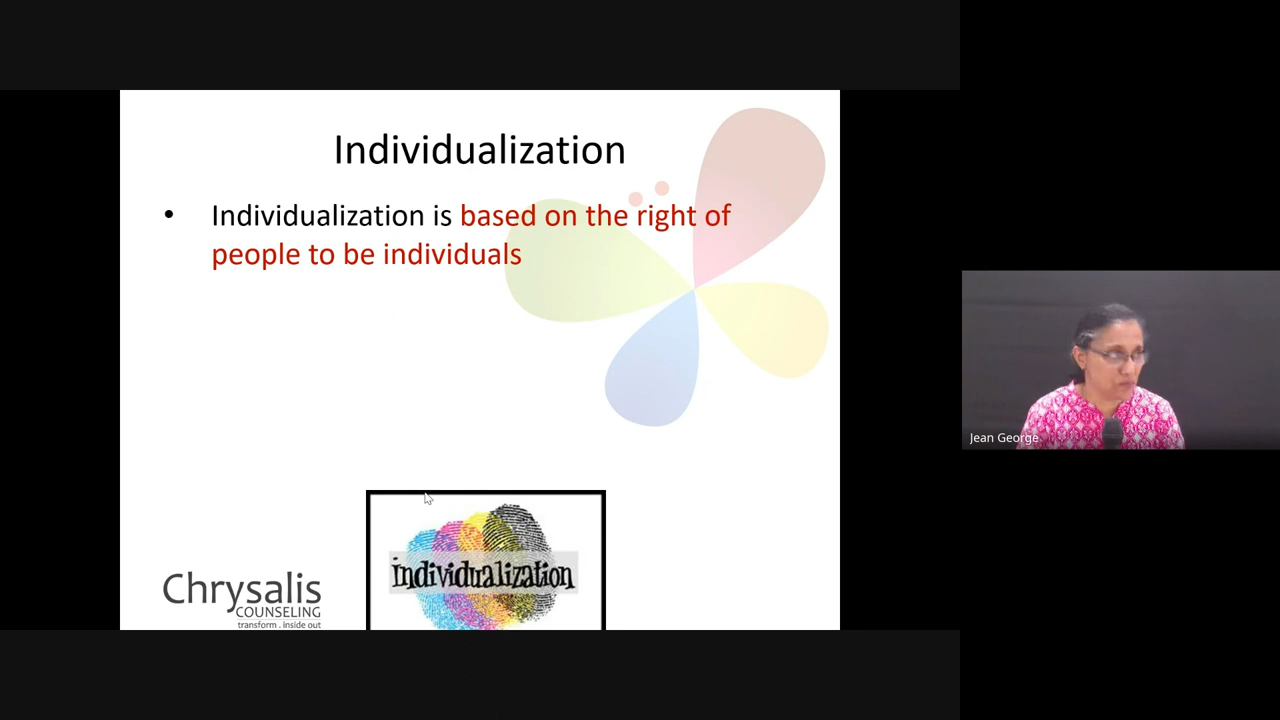 Individualization
• Individualization is based on the right of
people to be individuals
individualization
Chrysalis
COUNSELING
transform . inside out
Jean George